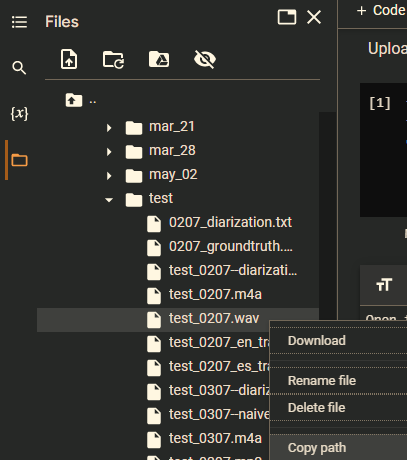 Files
+ Code
Uploa
..
[1]
{x}
mar_21
mar_28
may_02
test
0207_diarization.txt
0207_groundtruth....
test_0207--diarizati...
test_0207.m4a
test_0207.wav
test_0207_en_tra
test_0207_es_tra
test_0307--diariz
test_0307--naive
test_0307.m4a
Download
Rename file
Delete file
Copy path